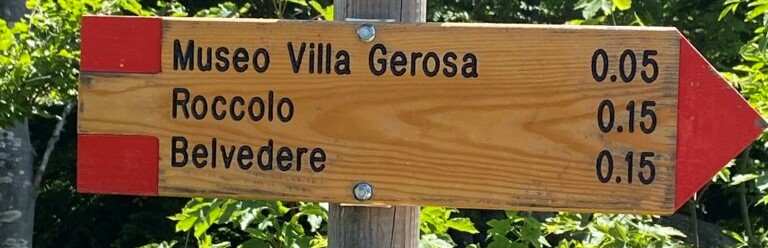 Museo Villa Gerosa 0.05
Roccolo 0.15
Belvedere 0.15